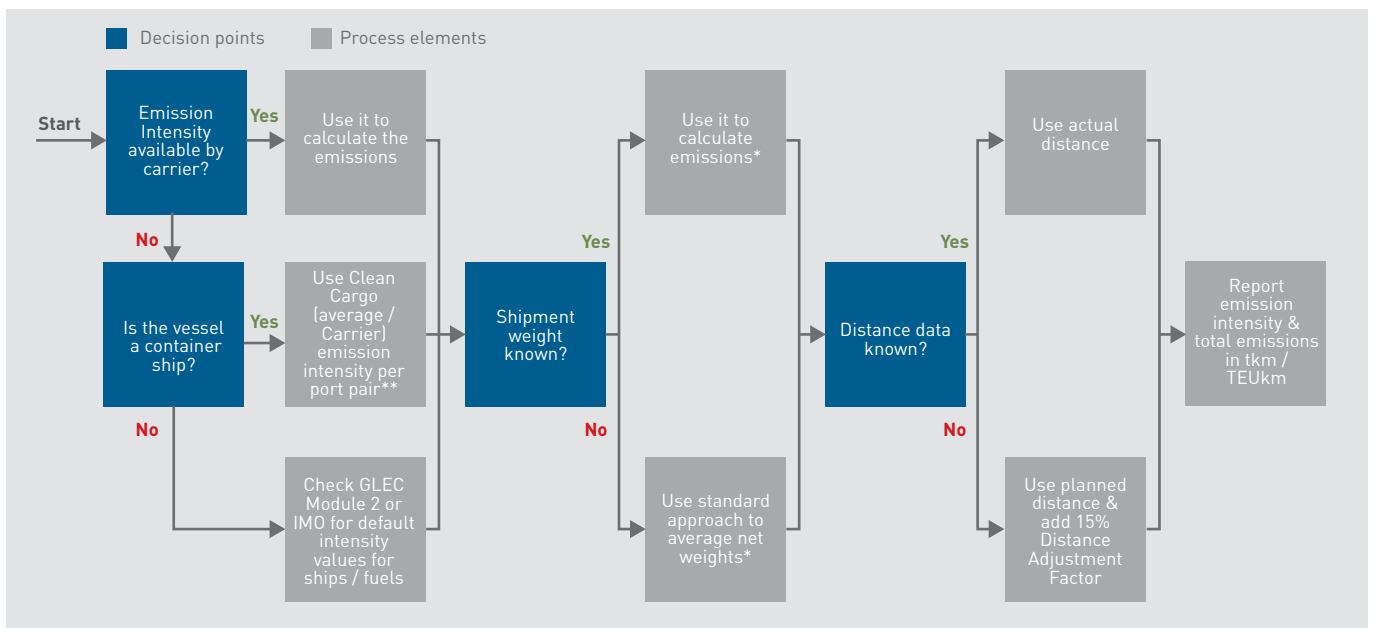 Decision points
Process elements
Start
Emission
Intensity
available by
carrier?
Yes
Use it to
calculate the
emissions
No
Is the vessel
a container
ship?
Yes
Use Clean
Cargo
(average /
Carrier)
emission
intensity per
port pair**
No
Check GLEC
Module 2 or
IMO for default
intensity
values for
ships / fuels
Shipment
weight
known?
Yes
Use it to
calculate
emissions*
No
Use standard
approach to
average net
weights*
Distance data
known?
Yes
Use actual
distance
No
Use planned
distance &
add 15%
Distance
Adjustment
Factor
Report
emission
intensity &
total emissions
in tkm /
TEUkm